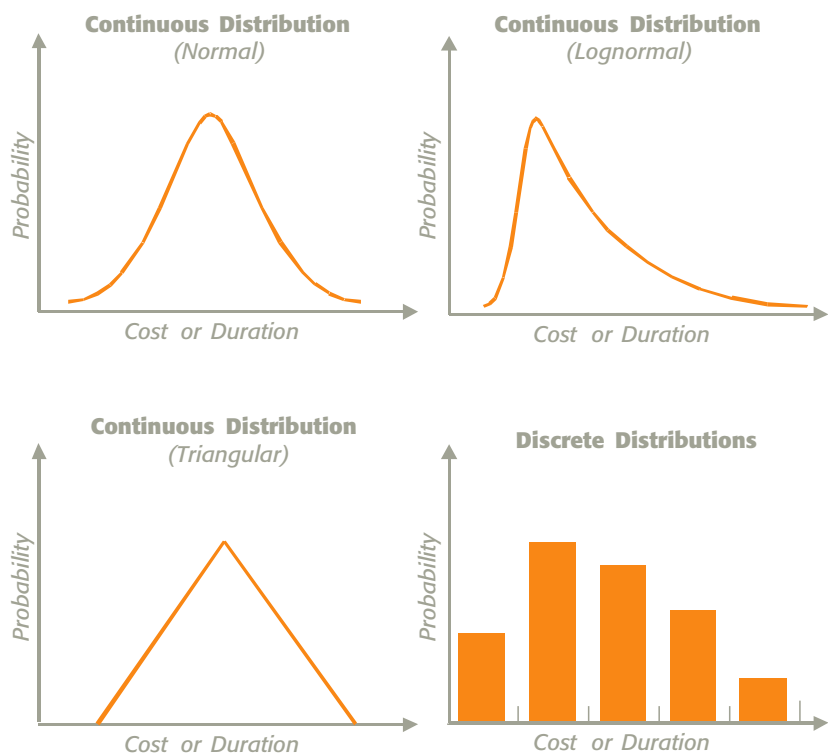 Continuous Distribution
(Normal)
Probability
Cost or Duration
Continuous Distribution
(Lognormal)
Probability
Cost or Duration
Continuous Distribution
(Triangular)
Probability
Cost or Duration
Discrete Distributions
Probability
Cost or Duration